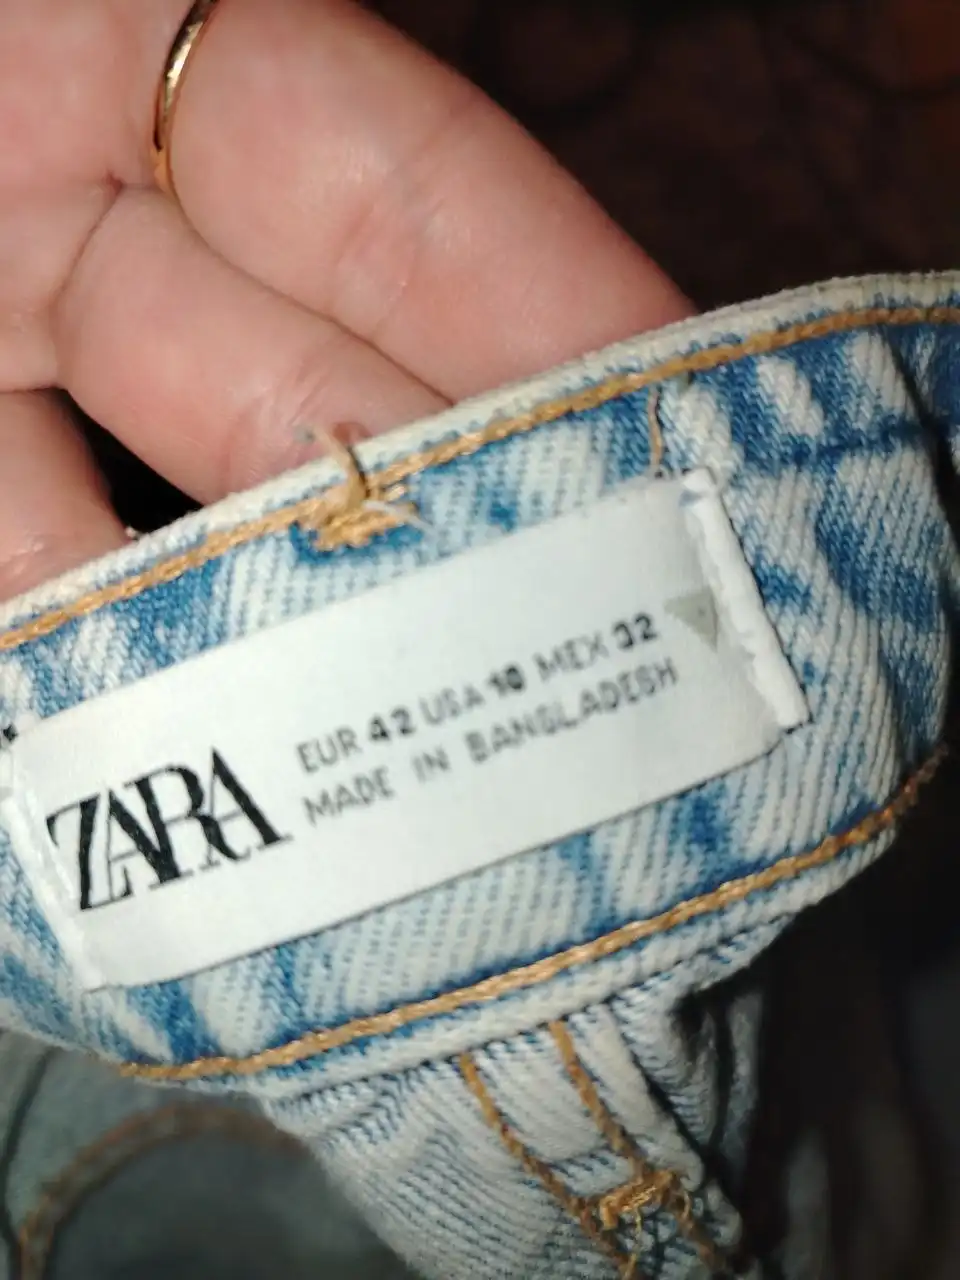 ZARA
EUR 42 USA 10 MEX 32
MADE IN BANGLADESH